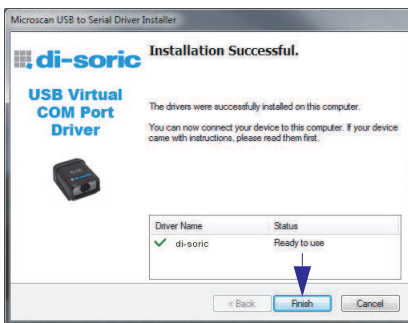 Microscan USB to Serial Driver Installer
di-soric
Installation Successful.
USB Virtual
COM Port
Driver
The drivers were successfully installed on this computer.
You can now connect your device to this computer. If your device
came with instructions, please read them first.
Driver Name Status
di-soric Ready to use
< Back Finish Cancel